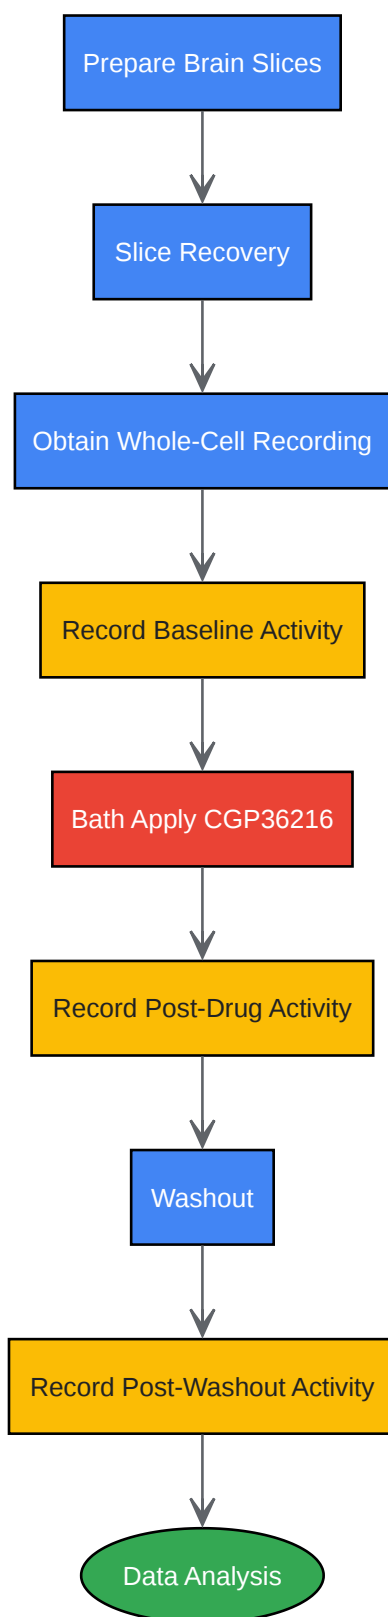 Prepare Brain Slices
Slice Recovery
Obtain Whole-Cell Recording
Record Baseline Activity
Bath Apply CGP36216
Record Post-Drug Activity
Washout
Record Post-Washout Activity
Data Analysis